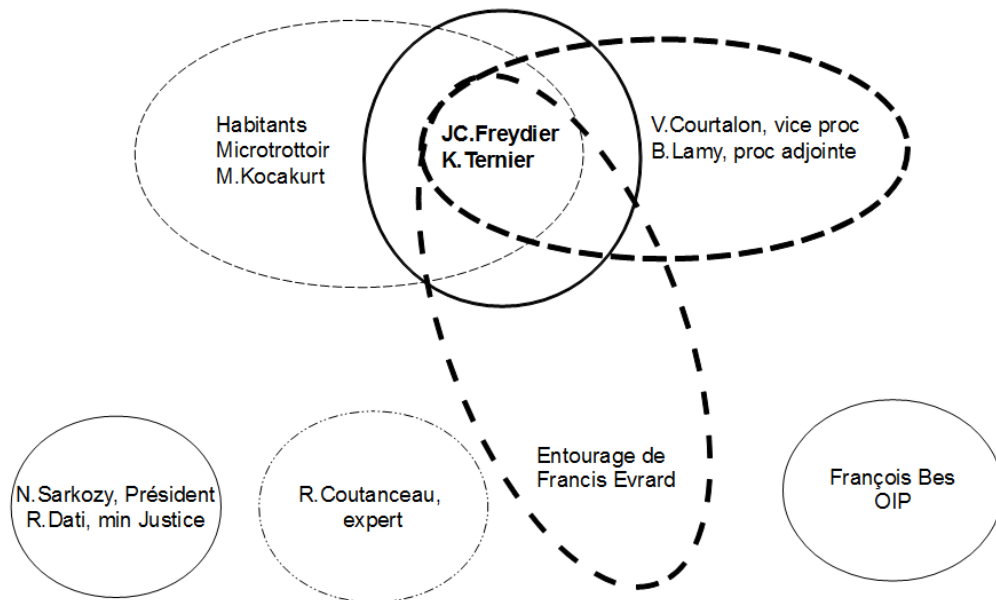 Habitants
Microtrottoir
M.Kocakurt
JC.Freydier
K.Ternier
V.Courtalon, vice proc
B.Lamy, proc adjointe
N.Sarkozy, Président
R.Dati, min Justice
R.Coutanceau,
expert
Entourage de
Francis Evrard
François Bes
OIP